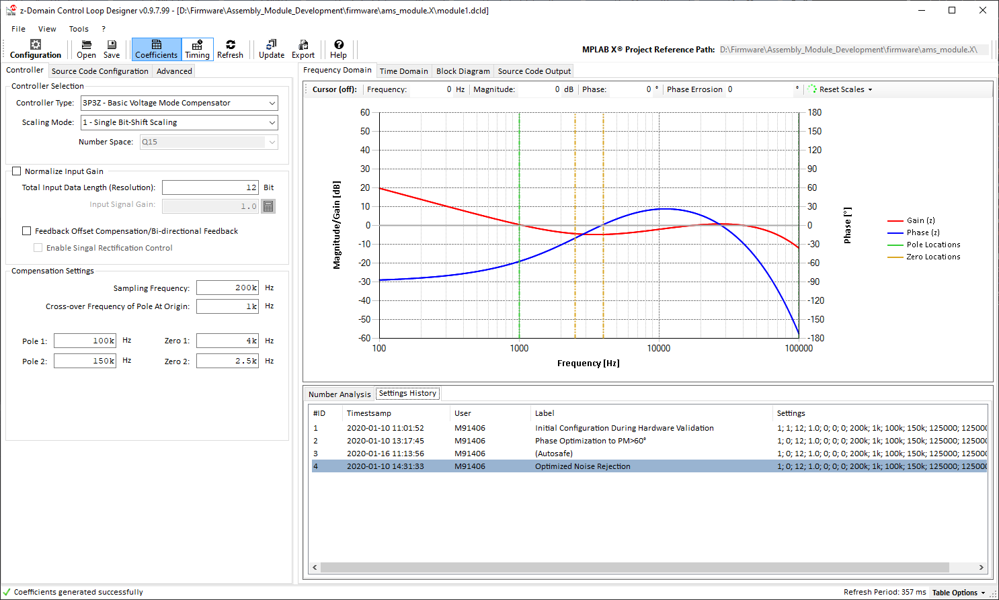 z-Domain Control Loop Designer v0.9.7.99 - [D:\Firmware\Assembly_Module_Development\firmware\ams_module.X\module1.dcld]
File View Tools ?
Configuration Open Save Coefficients Timing Refresh Update Export Help
MPLAB X® Project Reference Path: D:\Firmware\Assembly_Module_Development\firmware\ams_module.X\
Controller Source Code Configuration Advanced
Controller Selection
Controller Type: 3P3Z - Basic Voltage Mode Compensator
Scaling Mode: 1 - Single Bit-Shift Scaling
Number Space: Q15
Normalize Input Gain
Total Input Data Length (Resolution): 12 Bit
Input Signal Gain: 1.0
Feedback Offset Compensation/Bi-directional Feedback
Enable Singal Rectification Control
Compensation Settings
Sampling Frequency: 200k Hz
Cross-over Frequency of Pole At Origin: 1k Hz
Pole 1: 100k Hz Zero 1: 4k Hz
Pole 2: 150k Hz Zero 2: 2.5k Hz
Frequency Domain Time Domain Block Diagram Source Code Output
Cursor (off): Frequency: 0 Hz Magnitude: 0 dB Phase: 0 ° Phase Errosion 0 ° Reset Scales
60 180
50 150
40 120
30 90
20 60
10 30
0 0
-10 -30
-20 -60
-30 -90
-40 -120
-50 -150
-60 -180
100 1000 10000 100000
Magnitude/Gain [dB]
Frequency [Hz]
Phase [°]
Gain (z)
Phase (z)
Pole Locations
Zero Locations
Number Analysis Settings History
#ID Timestsamp User Label Settings
1 2020-01-10 11:01:52 M91406 Initial Configuration During Hardware Validation 1; 1; 12; 1.0; 0; 0; 0; 200k; 1k; 100k; 150k; 125000; 12500
2 2020-01-10 13:17:45 M91406 Phase Optimization to PM>60° 1; 0; 12; 1.0; 0; 0; 0; 200k; 1k; 100k; 150k; 125000; 12500
3 2020-01-16 11:13:56 M91406 (Autosafe) 1; 0; 12; 1.0; 0; 0; 0; 200k; 1k; 100k; 150k; 125000; 12500
4 2020-01-10 14:31:33 M91406 Optimized Noise Rejection 1; 0; 12; 1.0; 0; 0; 0; 200k; 1k; 100k; 150k; 125000; 12500
Coefficients generated successfully
Refresh Period: 357 ms Table Options